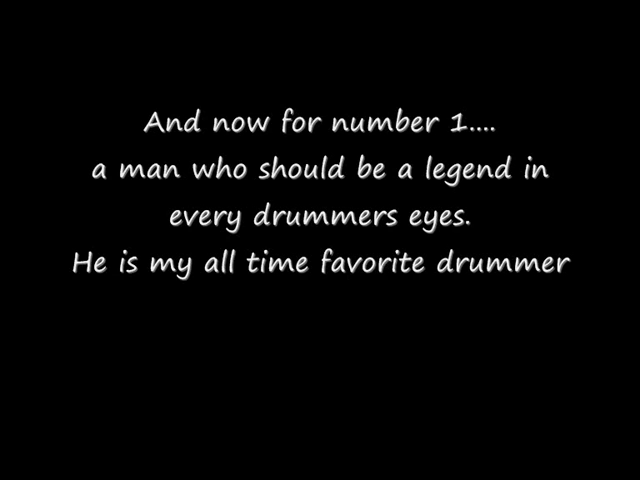 And now for number 1....
a man who should be a legend in
every drummers eyes.
He is my all time favorite drummer